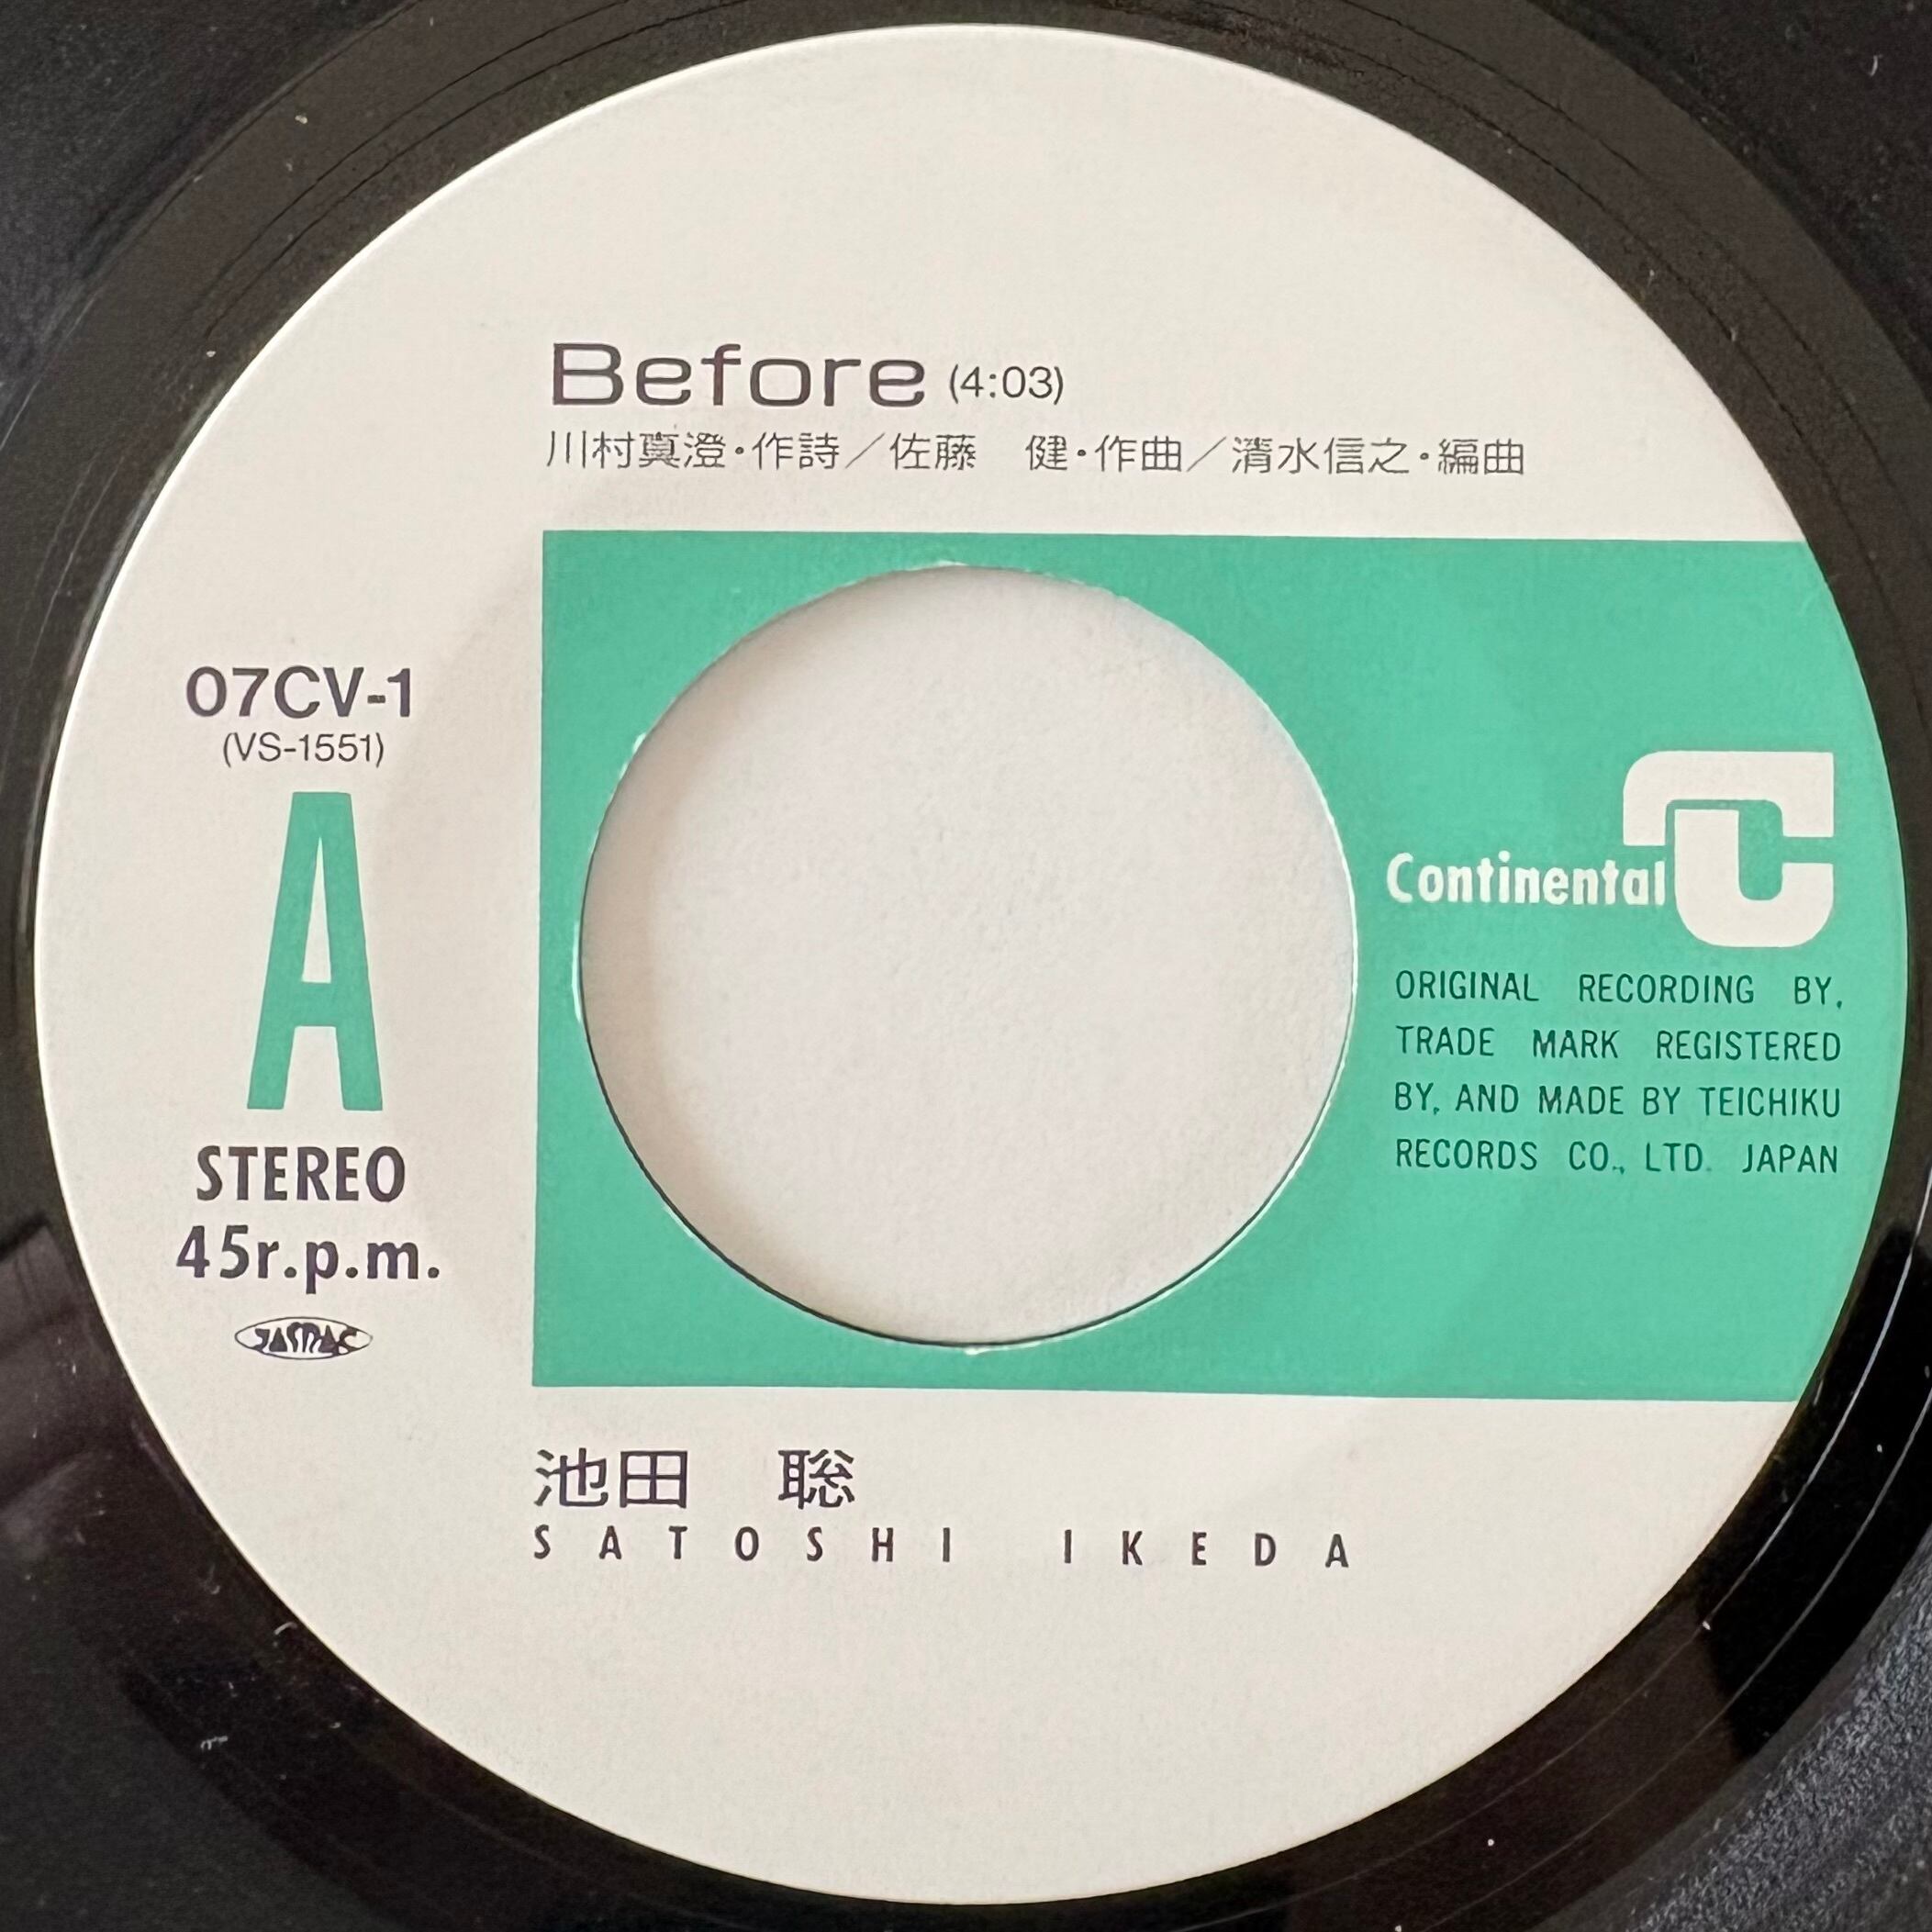 Before (4:03)
川村真澄・作詩／佐藤　健・作曲／清水信之・編曲
07CV-1
(VS-1551)
A
STEREO
45r.p.m.
JASRAC
Continental
ORIGINAL RECORDING BY,
TRADE MARK REGISTERED
BY, AND MADE BY TEICHIKU
RECORDS CO., LTD. JAPAN
池田　聡
SATOSHI IKEDA